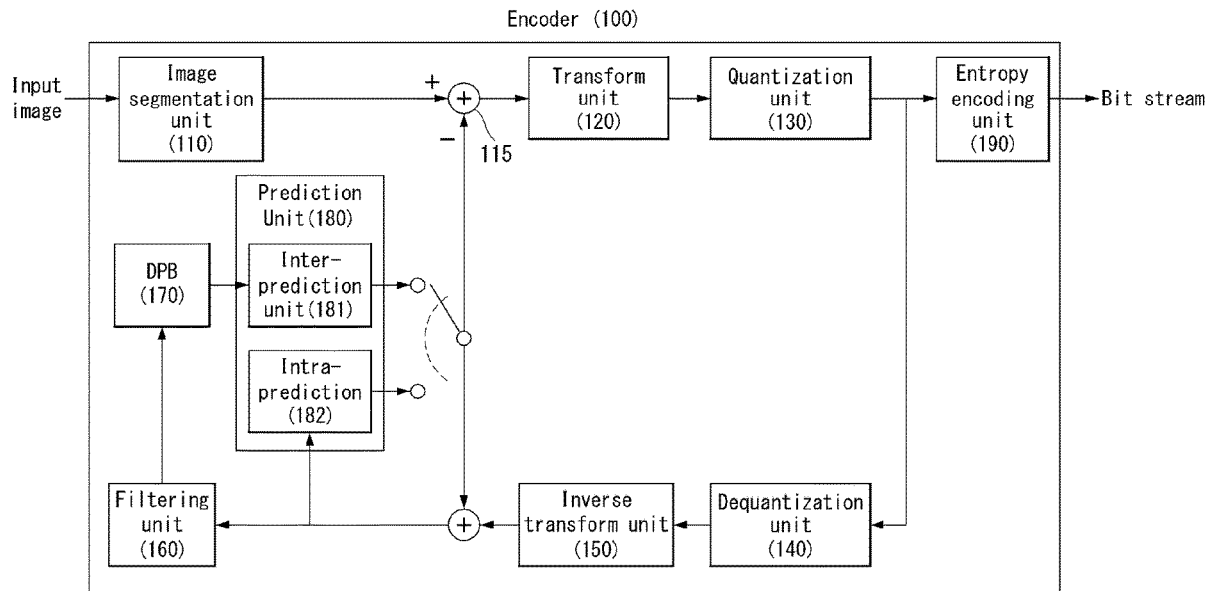 Encoder (100)
Input
image
Image
segmentation
unit
(110)
+
+
−
115
Transform
unit
(120)
Quantization
unit
(130)
Entropy
encoding
unit
(190)
Bit stream
Prediction
Unit(180)
DPB
(170)
Inter-
prediction
unit(181)
Intra-
prediction
(182)
Filtering
unit
(160)
+
Inverse
transform unit
(150)
Dequantization
unit
(140)